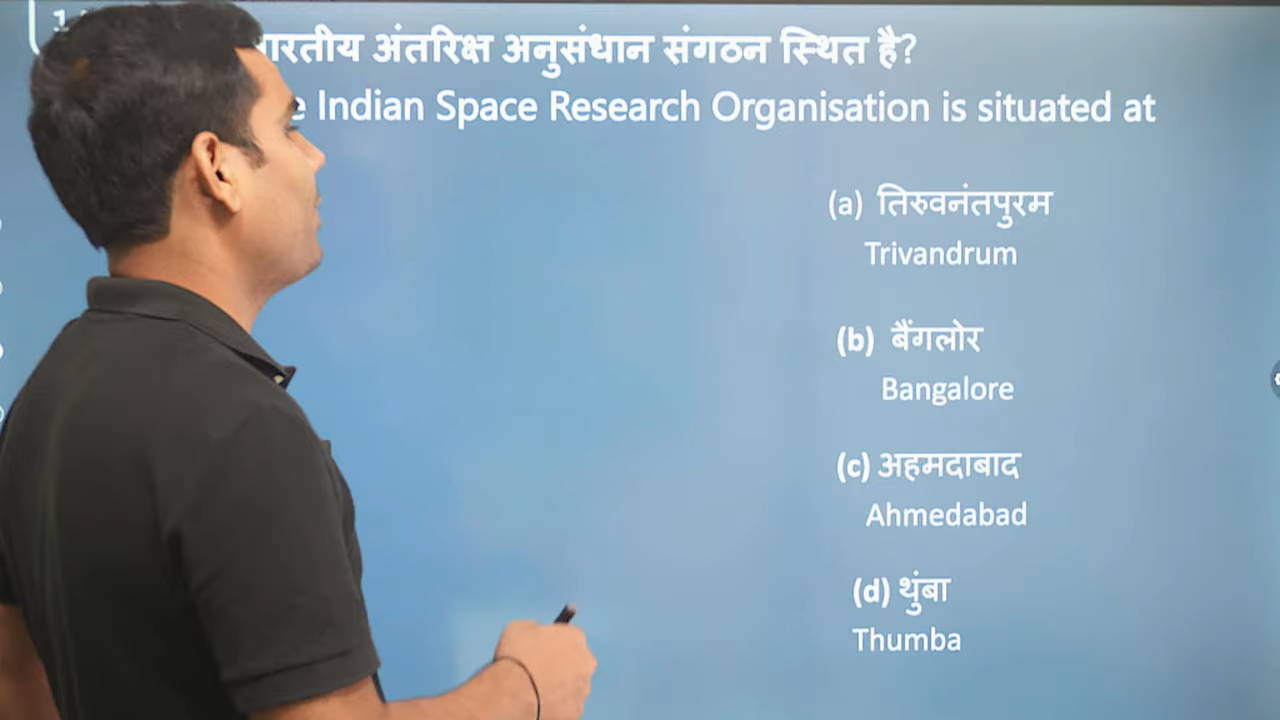 भारतीय अंतरिक्ष अनुसंधान संगठन स्थित है?
Indian Space Research Organisation is situated at
(a) तिरुवनंतपुरम
Trivandrum
(b) बैंगलोर
Bangalore
(c) अहमदाबाद
Ahmedabad
(d) थुंबा
Thumba